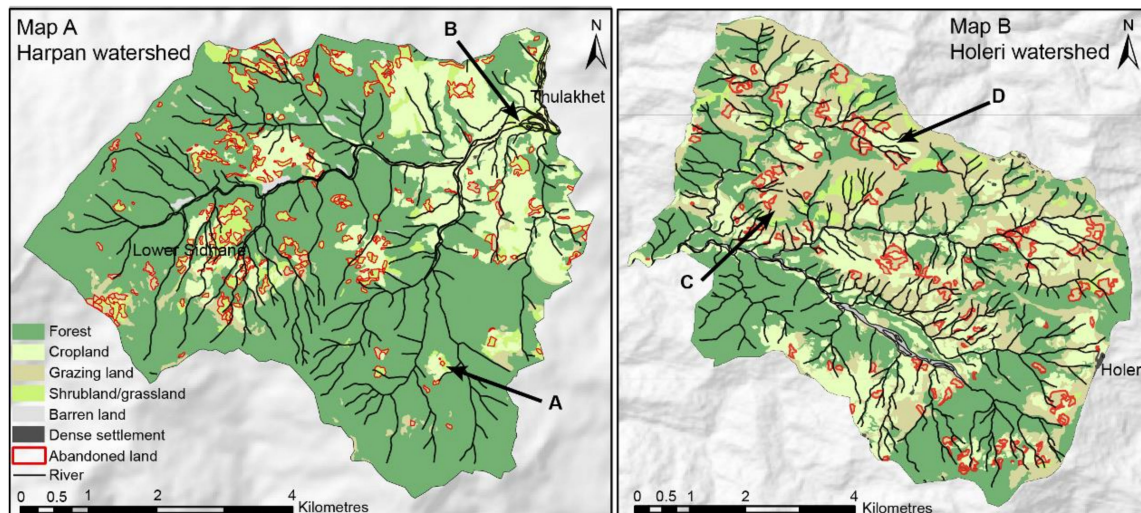 Map A
Harpan watershed
B
N
Thulakhet
Lower Sidhane
A
Forest
Cropland
Grazing land
Shrubland/grassland
Barren land
Dense settlement
Abandoned land
River
0 0.5 1 2 4
Kilometres
Map B
Holeri watershed
N
D
C
Holeri
0 0.5 1 2 4
Kilometres